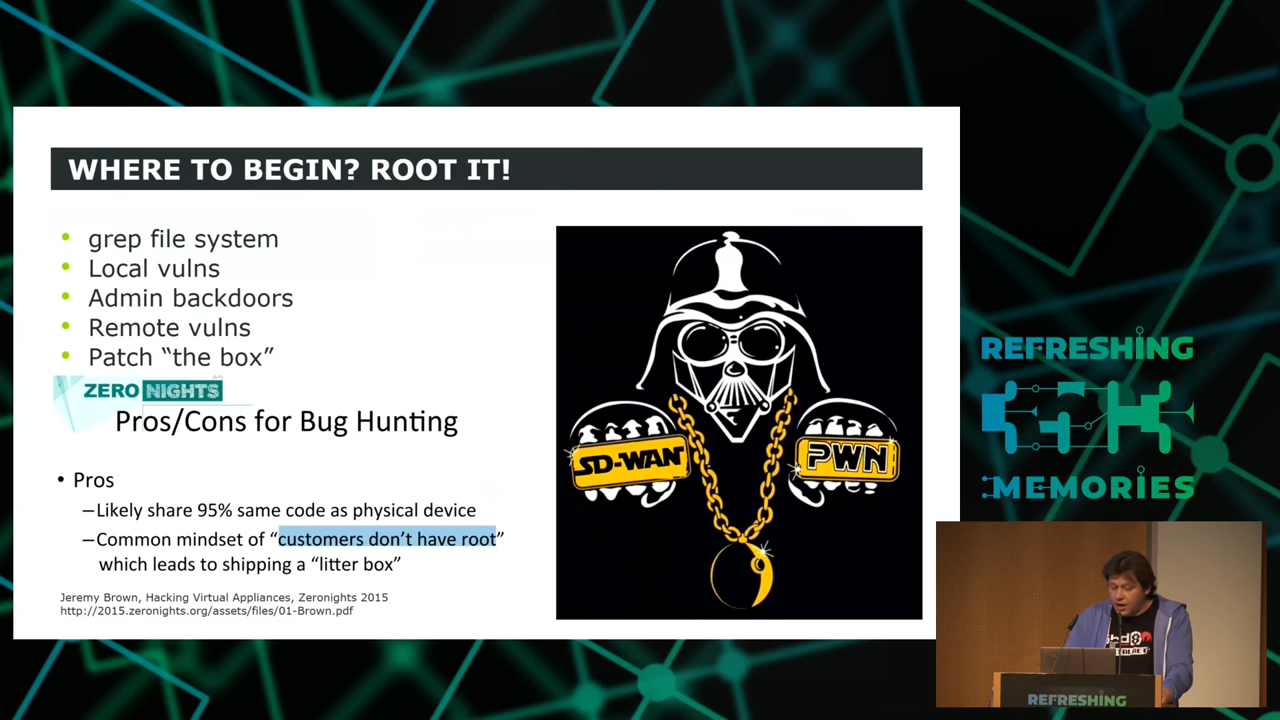 WHERE TO BEGIN? ROOT IT!
• grep file system
• Local vulns
• Admin backdoors
• Remote vulns
• Patch “the box”
ZERO NIGHTS
Pros/Cons for Bug Hunting
• Pros
–Likely share 95% same code as physical device
–Common mindset of “customers don’t have root”
which leads to shipping a “litter box”
Jeremy Brown, Hacking Virtual Appliances, Zeronights 2015
http://2015.zeronights.org/assets/files/01-Brown.pdf
SD-WAN
PWN
REFRESHING
MEMORIES
REFRESHING